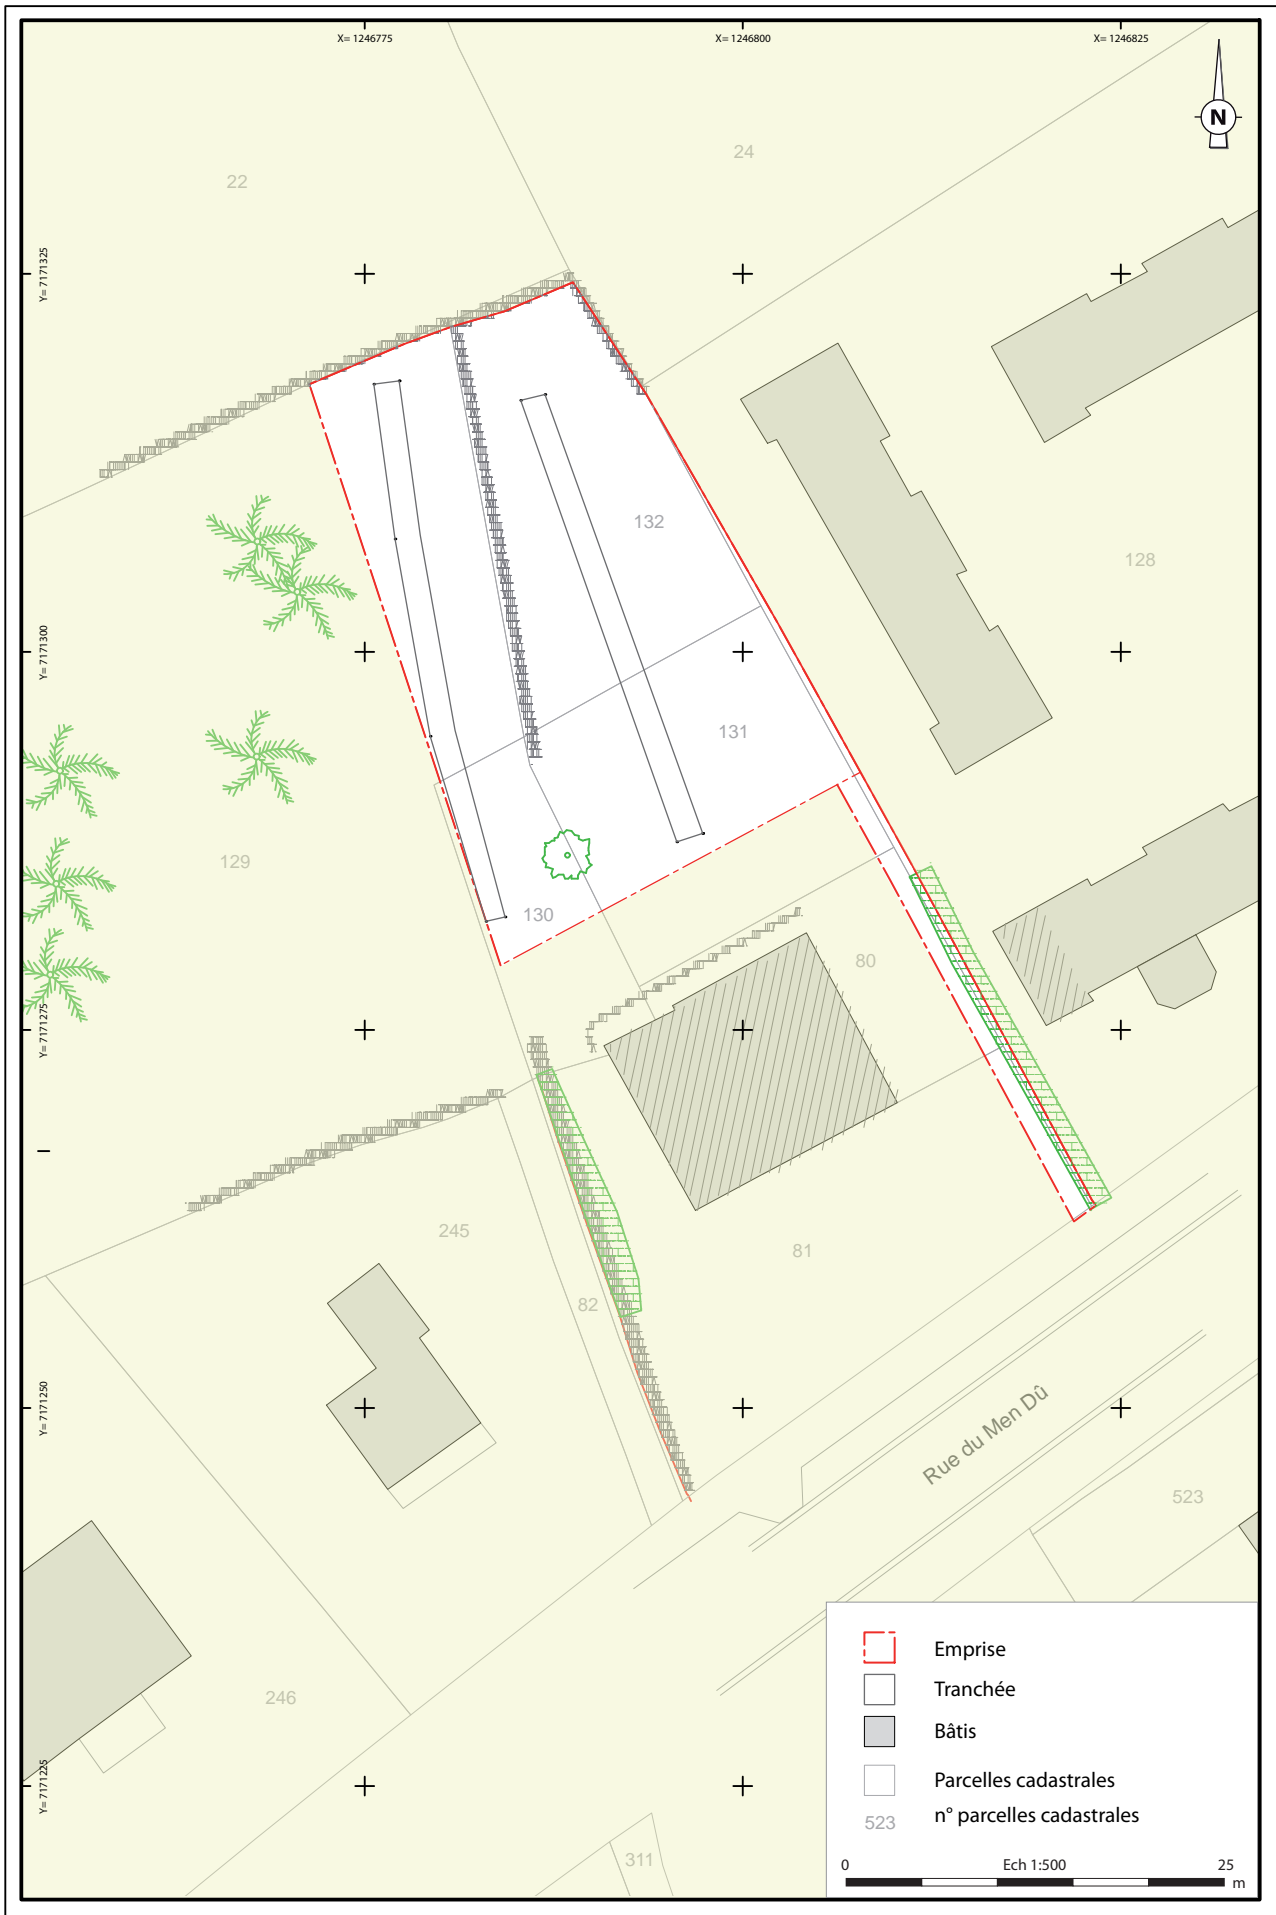 X= 1246775
X= 1246800
X= 1246825
N
24
22
Y= 7171325
132
128
Y= 7171300
131
129
130
80
Y= 7171275
245
81
82
Y= 7171250
Rue du Men Dû
523
246
Y= 7171225
311
Emprise
Tranchée
Bâtis
Parcelles cadastrales
523 n° parcelles cadastrales
0 Ech 1:500 25
m